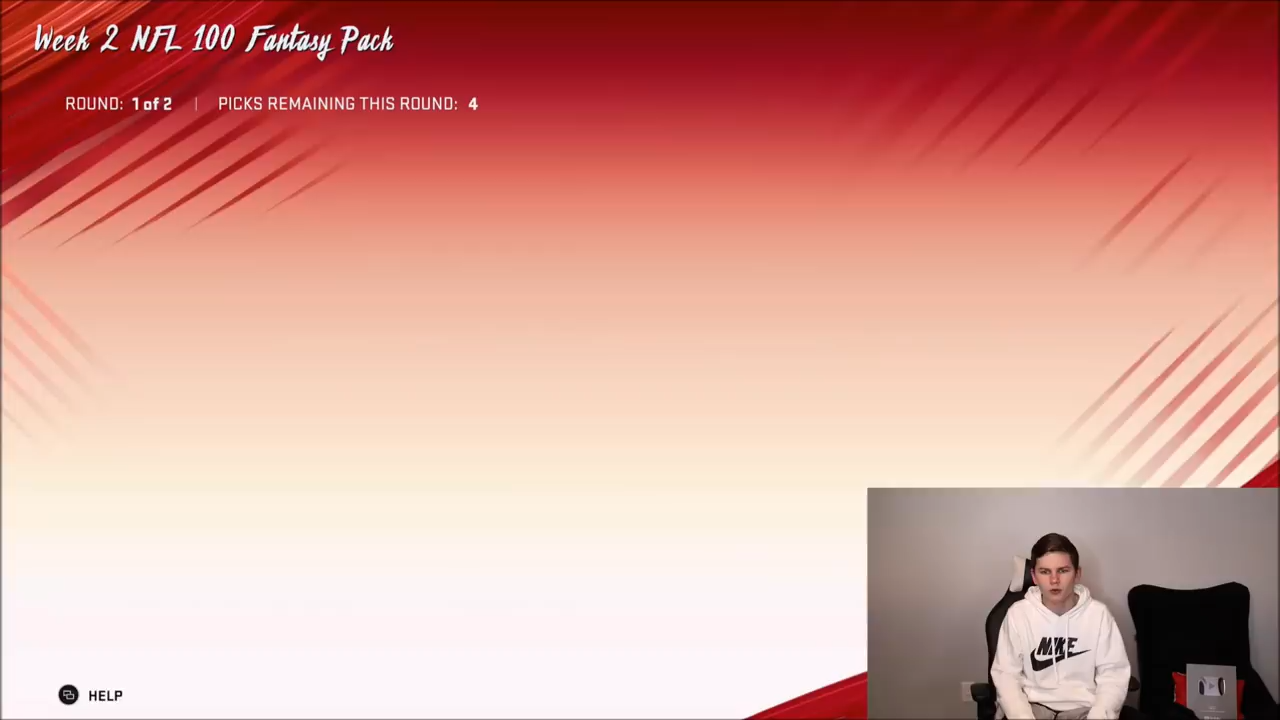 Week 2 NFL 100 Fantasy Pack
ROUND: 1 of 2 | PICKS REMAINING THIS ROUND: 4
NIKE
HELP